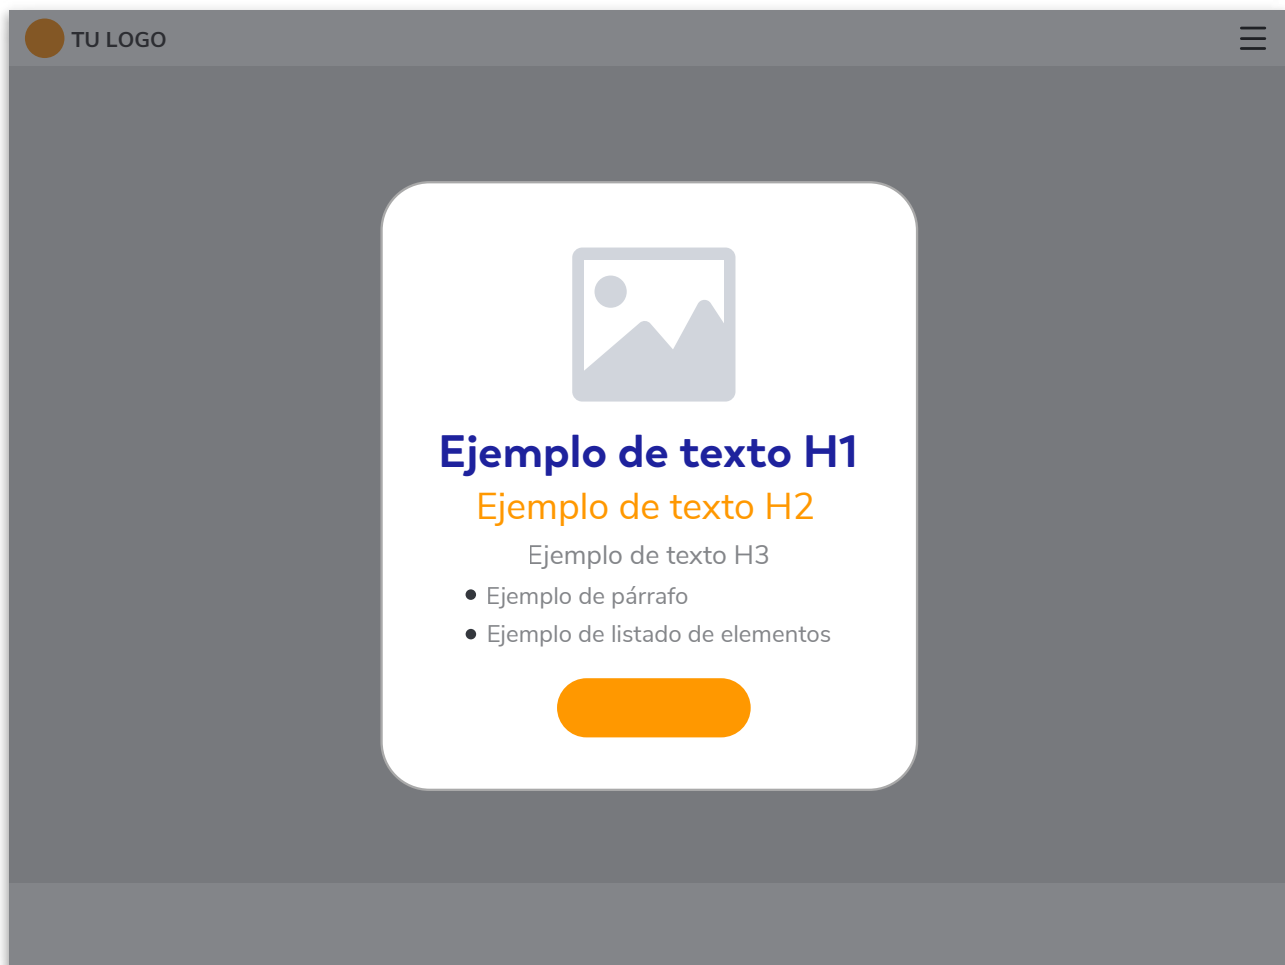 TU LOGO
Ejemplo de texto H1
Ejemplo de texto H2
Ejemplo de texto H3
Ejemplo de párrafo
Ejemplo de listado de elementos